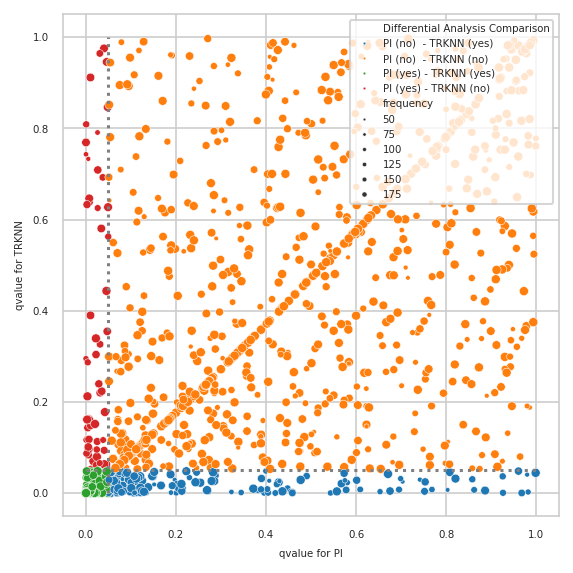 Differential Analysis Comparison
PI (no) - TRKNN (yes)
PI (no) - TRKNN (no)
PI (yes) - TRKNN (yes)
PI (yes) - TRKNN (no)
frequency
50
75
100
125
150
175
qvalue for TRKNN
1.0
0.8
0.6
0.4
0.2
0.0
0.0 0.2 0.4 0.6 0.8 1.0
qvalue for PI